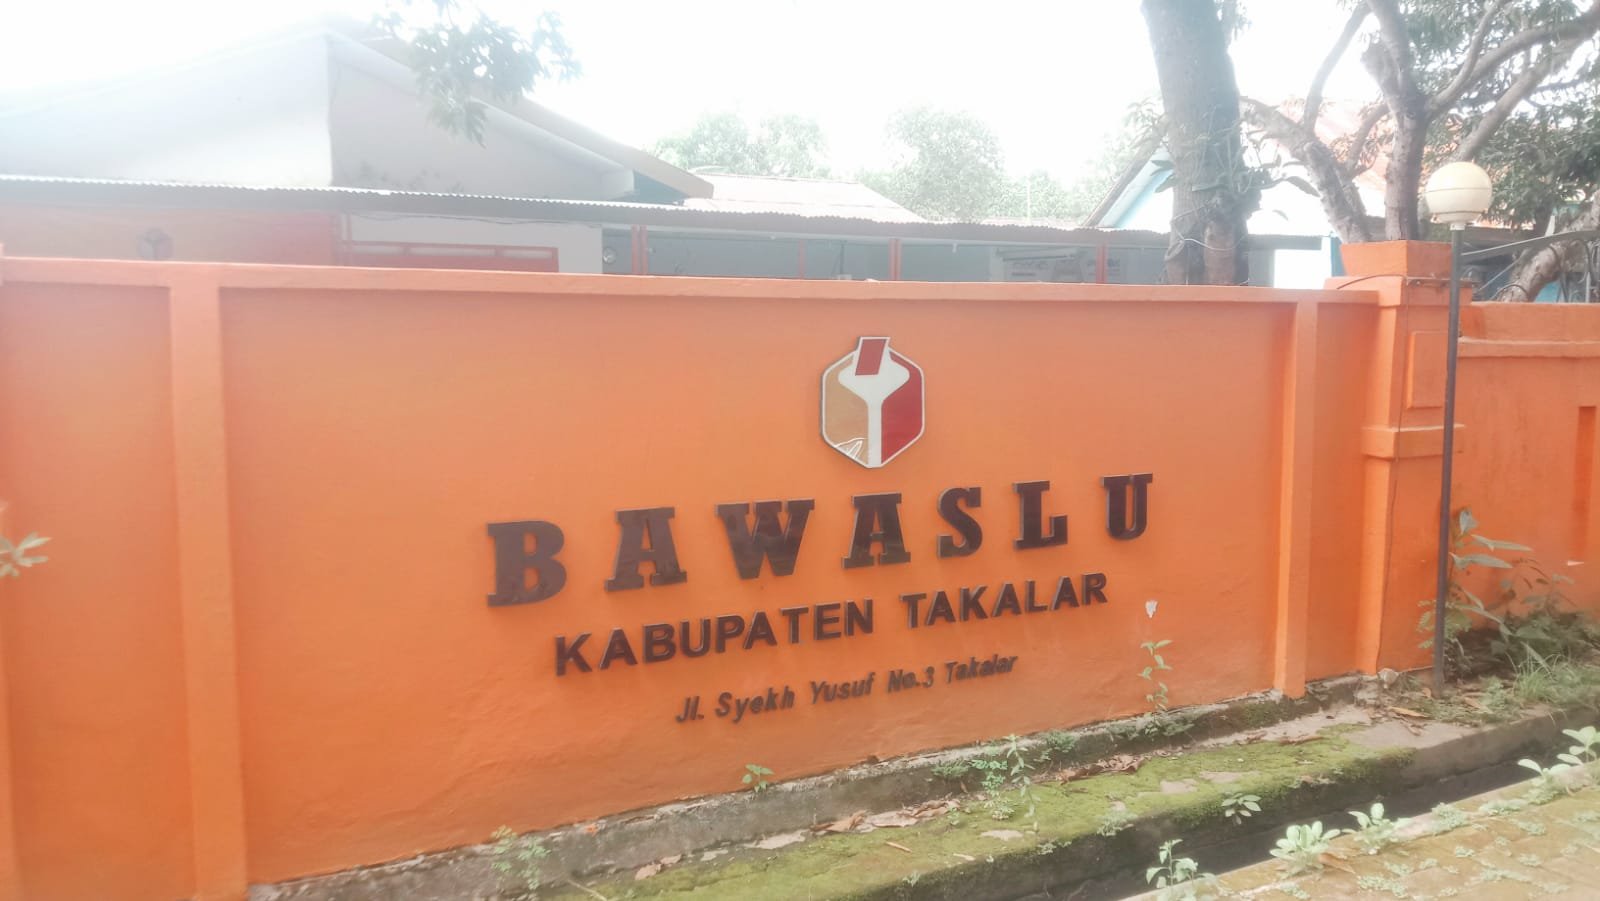 BAWASLU
KABUPATEN TAKALAR
Jl. Syekh Yusuf No.3 Takalar